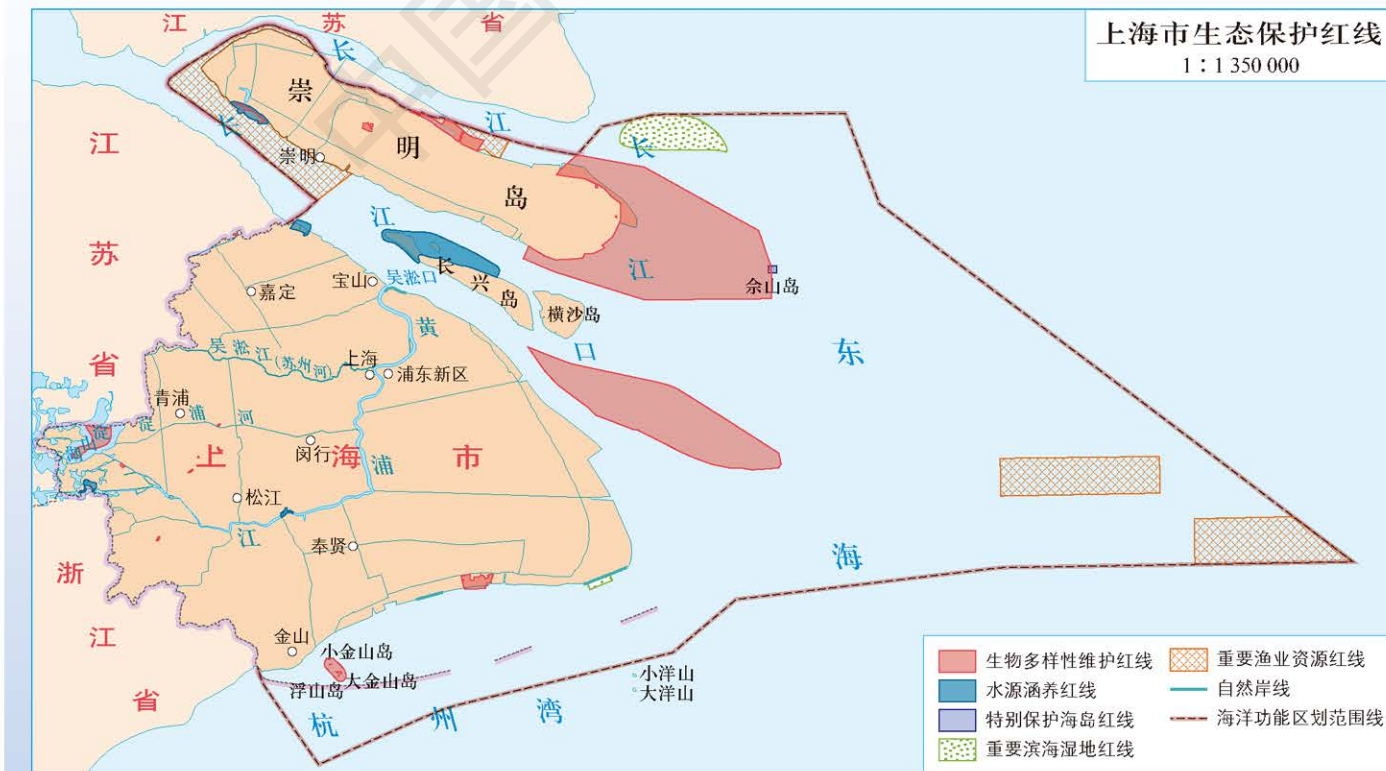 上海市生态保护红线
1：1 350 000
江苏省
长江
崇明岛
崇明
长江
长江口
江苏省
吴淞口
长兴岛
横沙岛
佘山岛
宝山
嘉定
黄浦江
吴淞江(苏州河)
上海
浦东新区
东海
青浦
淀浦河
淀山
上海市
闵行
松江
奉贤
浙江省
金山
小金山岛
大金山岛
浮山岛
小洋山
大洋山
杭州湾
生物多样性维护红线
水源涵养红线
特别保护海岛红线
重要滨海湿地红线
重要渔业资源红线
自然岸线
海洋功能区划范围线
中国